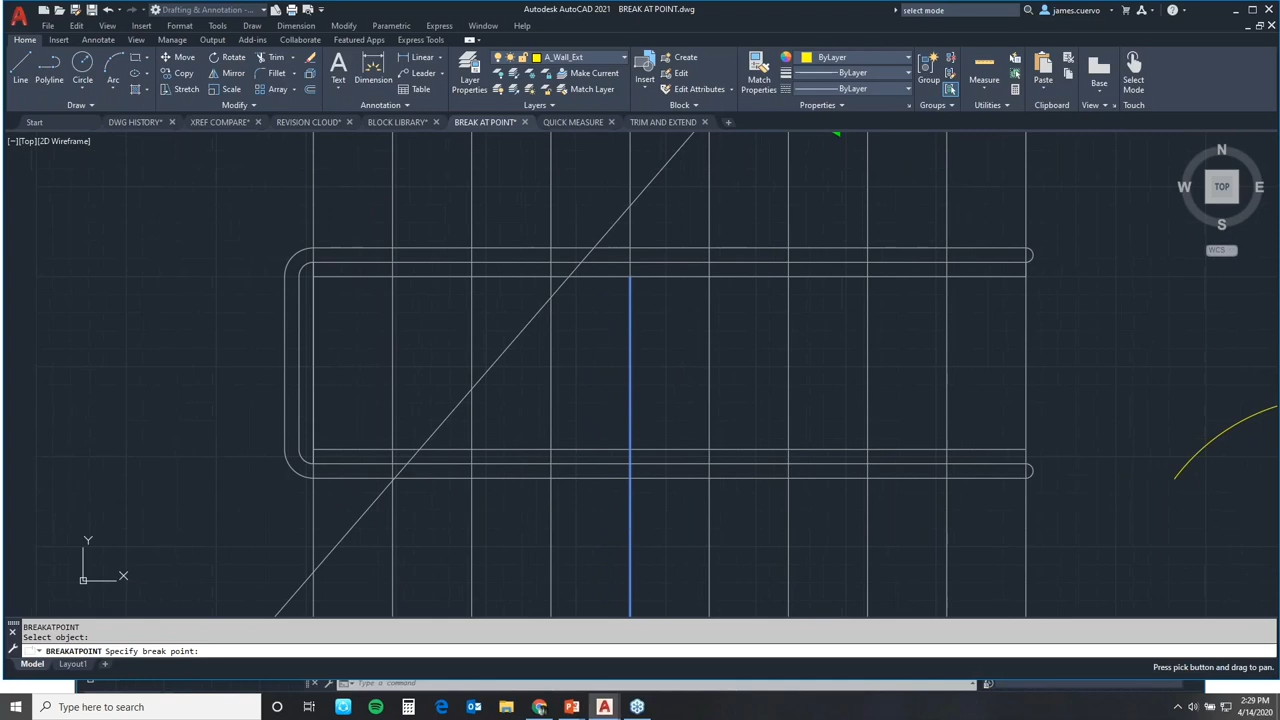 Drafting & Annotation
Autodesk AutoCAD 2021 BREAK AT POINT.dwg
select mode
james.cuervo
File Edit View Insert Format Tools Draw Dimension Modify Parametric Window Express Help
Home Insert Annotate View Manage Output Add-ins Collaborate Featured Apps Express Tools
Line Polyline Circle Arc
Move Rotate Trim
Copy Mirror Fillet
Stretch Scale Array
Text Dimension
Linear
Leader
Table
Layer Properties
A_Wall_Ext
Make Current
Match Layer
Insert
Create
Edit
Edit Attributes
Match Properties
ByLayer
ByLayer
ByLayer
Group
Measure
Paste
Base
Select Mode
Draw Modify Annotation Layers Block Properties Groups Utilities Clipboard View Touch
Start DWG HISTORY* XREF COMPARE* REVISION CLOUD* BLOCK LIBRARY* BREAK AT POINT* QUICK MEASURE TRIM AND EXTEND
[−][Top][2D Wireframe]
N
W TOP E
S
WCS
Y
X
BREAKATPOINT
Select object:
BREAKATPOINT Specify break point:
Model Layout1 +
Press pick button and drag to pan.
Type a command
Type here to search
2:29 PM
4/14/2020